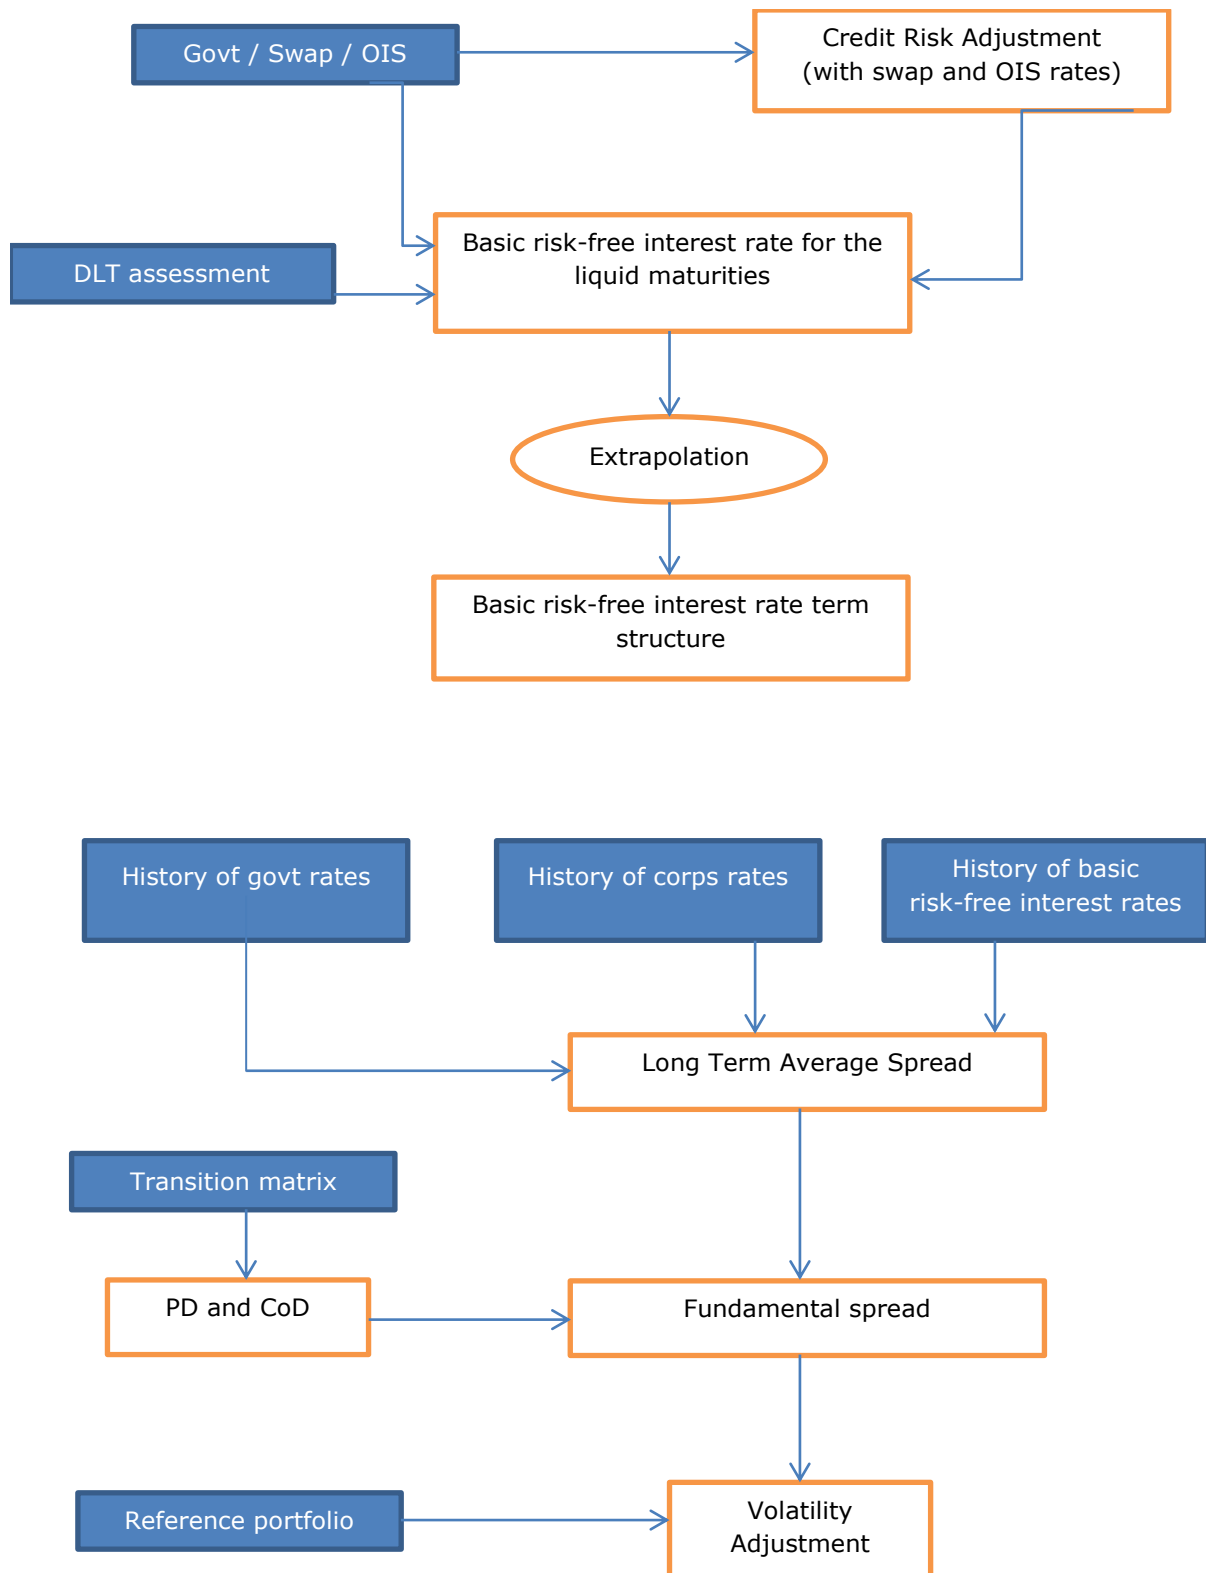 Govt / Swap / OIS
Credit Risk Adjustment
(with swap and OIS rates)
Basic risk-free interest rate for the
liquid maturities
DLT assessment
Extrapolation
Basic risk-free interest rate term
structure
History of govt rates
History of corps rates
History of basic
risk-free interest rates
Long Term Average Spread
Transition matrix
PD and CoD
Fundamental spread
Reference portfolio
Volatility
Adjustment